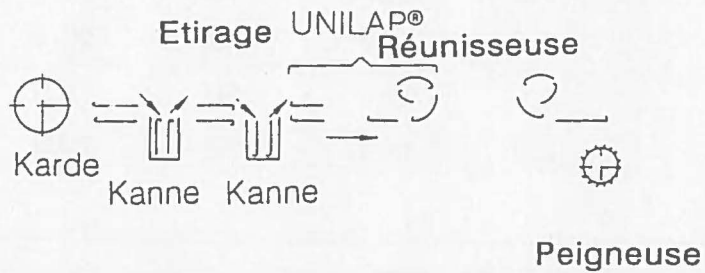 Etirage UNILAP®
Réunisseuse
Karde
Kanne Kanne
Peigneuse